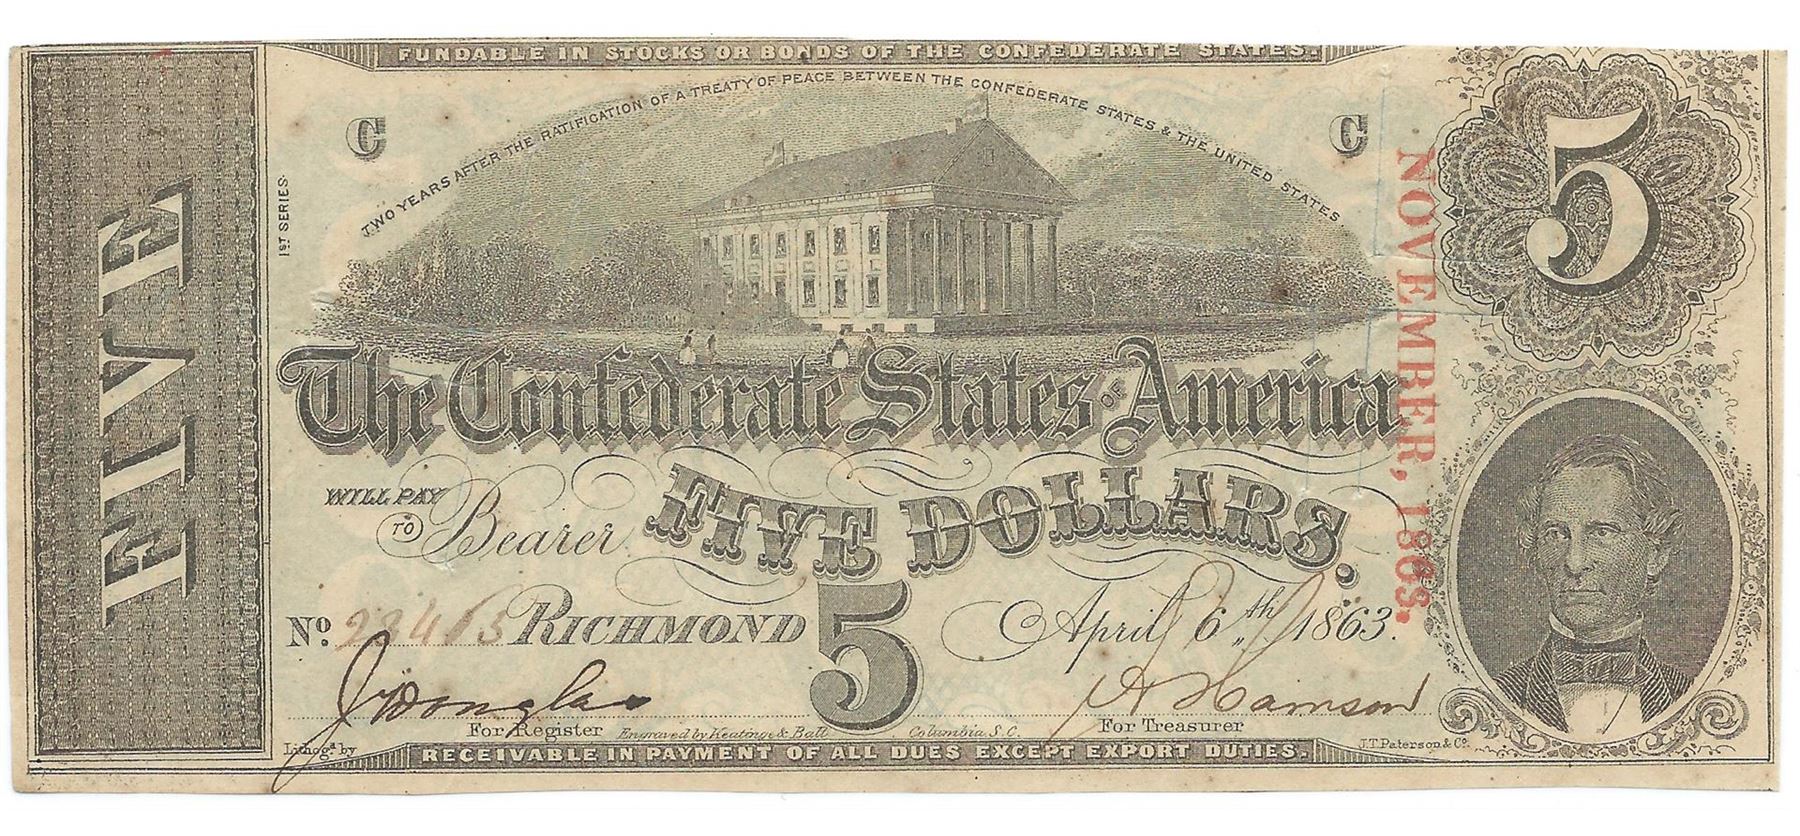 FUNDABLE IN STOCKS OR BONDS OF THE CONFEDERATE STATES.
TWO YEARS AFTER THE RATIFICATION OF A TREATY OF PEACE BETWEEN THE CONFEDERATE STATES & THE UNITED STATES
C
C
5
FIVE
1ST SERIES.
NOVEMBER, 1863.
The Confederate States OF America
WILL PAY
TO Bearer
FIVE DOLLARS.
No. RICHMOND 5 April 6th 1863.
J Douglas
For Register
Engraved by Keatinge & Ball Columbia S.C.
For Treasurer
Lithogd by
J.T. Paterson & Co.
RECEIVABLE IN PAYMENT OF ALL DUES EXCEPT EXPORT DUTIES.